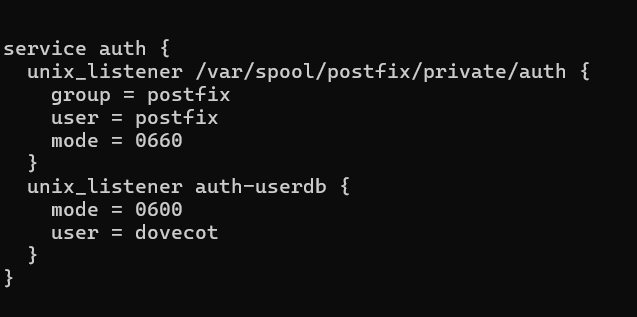 service auth {
  unix_listener /var/spool/postfix/private/auth {
    group = postfix
    user = postfix
    mode = 0660
  }
  unix_listener auth-userdb {
    mode = 0600
    user = dovecot
  }
}